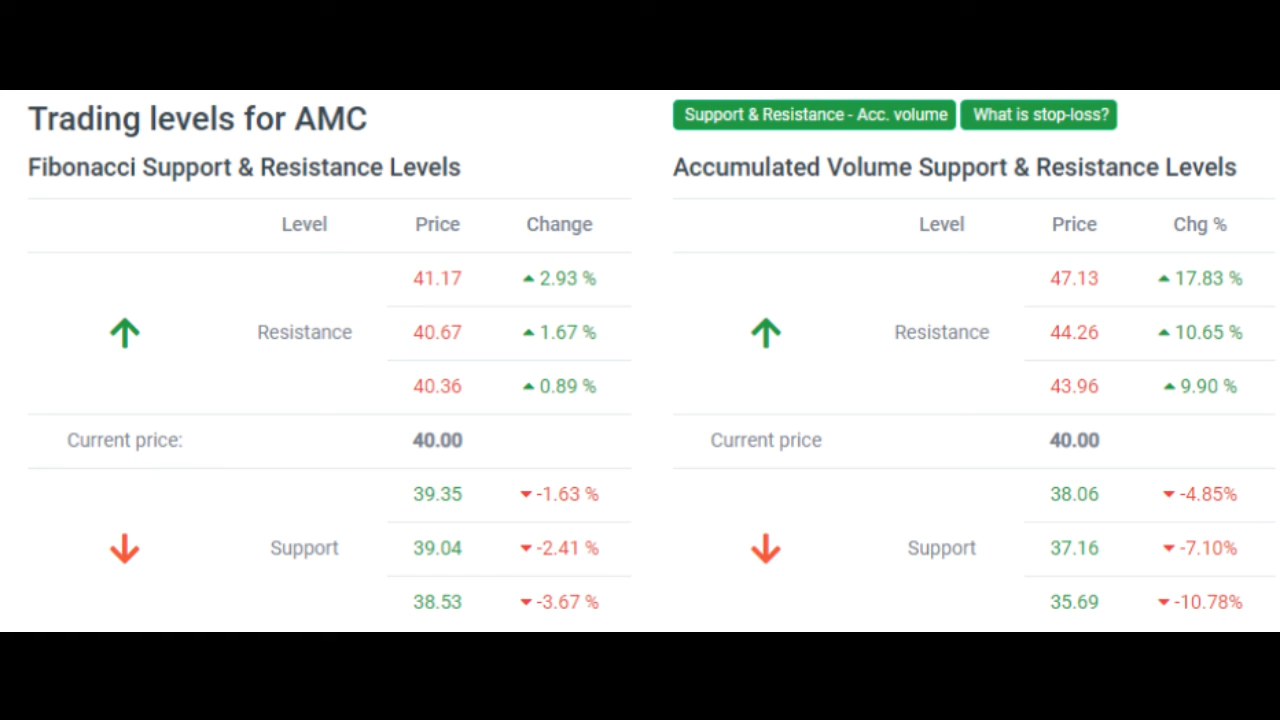 Trading levels for AMC
Fibonacci Support & Resistance Levels
Level Price Change
41.17 2.93 %
Resistance 40.67 1.67 %
40.36 0.89 %
Current price: 40.00
39.35 -1.63 %
Support 39.04 -2.41 %
38.53 -3.67 %
Support & Resistance - Acc. volume What is stop-loss?
Accumulated Volume Support & Resistance Levels
Level Price Chg %
47.13 17.83 %
Resistance 44.26 10.65 %
43.96 9.90 %
Current price 40.00
38.06 -4.85%
Support 37.16 -7.10%
35.69 -10.78%